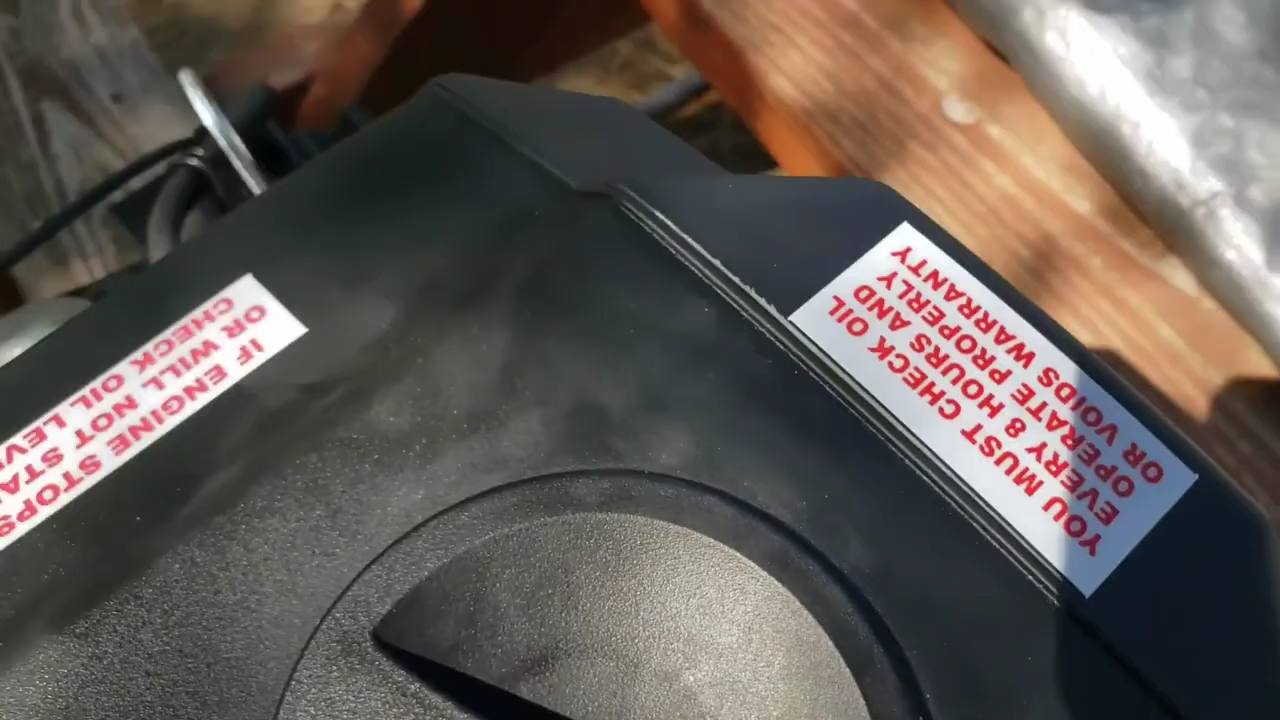 IF ENGINE STOPS
OR WILL NOT STA
CHECK OIL LEV
YOU MUST CHECK OIL
EVERY 8 HOURS AND
OPERATE PROPERLY
OR VOIDS WARRANTY